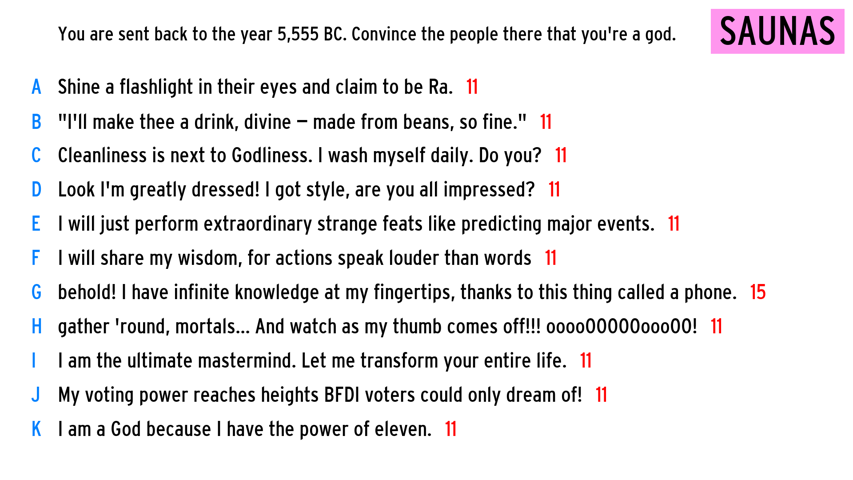 You are sent back to the year 5,555 BC. Convince the people there that you're a god.
SAUNAS
A Shine a flashlight in their eyes and claim to be Ra. 11
B "I'll make thee a drink, divine – made from beans, so fine." 11
C Cleanliness is next to Godliness. I wash myself daily. Do you? 11
D Look I'm greatly dressed! I got style, are you all impressed? 11
E I will just perform extraordinary strange feats like predicting major events. 11
F I will share my wisdom, for actions speak louder than words 11
G behold! I have infinite knowledge at my fingertips, thanks to this thing called a phone. 15
H gather 'round, mortals... And watch as my thumb comes off!!! oooo00000ooo00! 11
I I am the ultimate mastermind. Let me transform your entire life. 11
J My voting power reaches heights BFDI voters could only dream of! 11
K I am a God because I have the power of eleven. 11